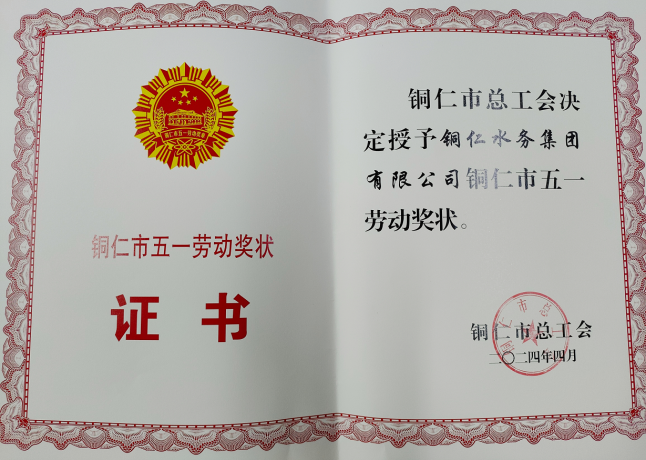 铜仁市五一劳动奖状
证书
铜仁市总工会决
定授予铜仁水务集团
有限公司铜仁市五一
劳动奖状。
铜仁市总工会
二〇二四年四月